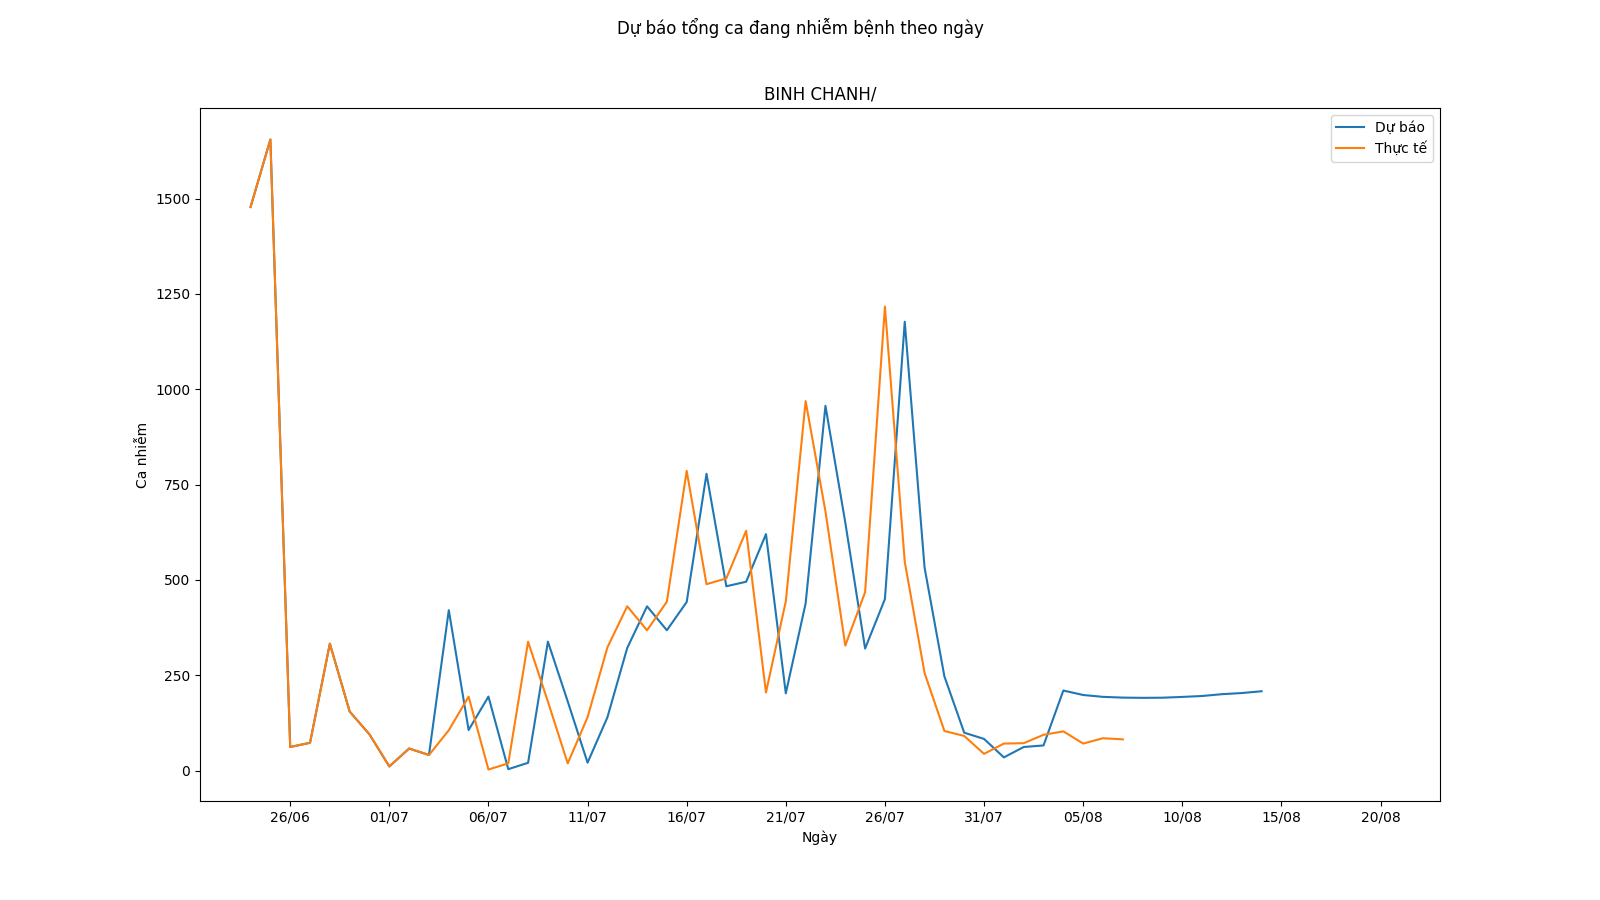 Dự báo tổng ca đang nhiễm bệnh theo ngày
BINH CHANH/
Dự báo
Thực tế
1500
1250
1000
750
500
250
0
Ca nhiễm
26/06 01/07 06/07 11/07 16/07 21/07 26/07 31/07 05/08 10/08 15/08 20/08
Ngày